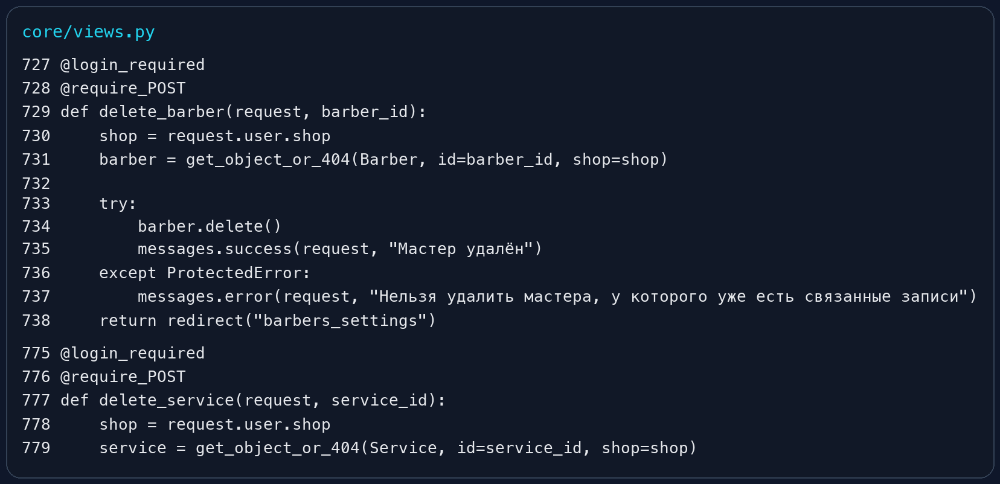 core/views.py
727 @login_required
728 @require_POST
729 def delete_barber(request, barber_id):
730     shop = request.user.shop
731     barber = get_object_or_404(Barber, id=barber_id, shop=shop)
732
733     try:
734         barber.delete()
735         messages.success(request, "Мастер удалён")
736     except ProtectedError:
737         messages.error(request, "Нельзя удалить мастера, у которого уже есть связанные записи")
738     return redirect("barbers_settings")
775 @login_required
776 @require_POST
777 def delete_service(request, service_id):
778     shop = request.user.shop
779     service = get_object_or_404(Service, id=service_id, shop=shop)